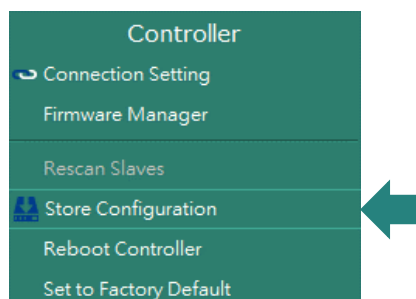 Controller
Connection Setting
Firmware Manager
Rescan Slaves
Store Configuration
Reboot Controller
Set to Factory Default